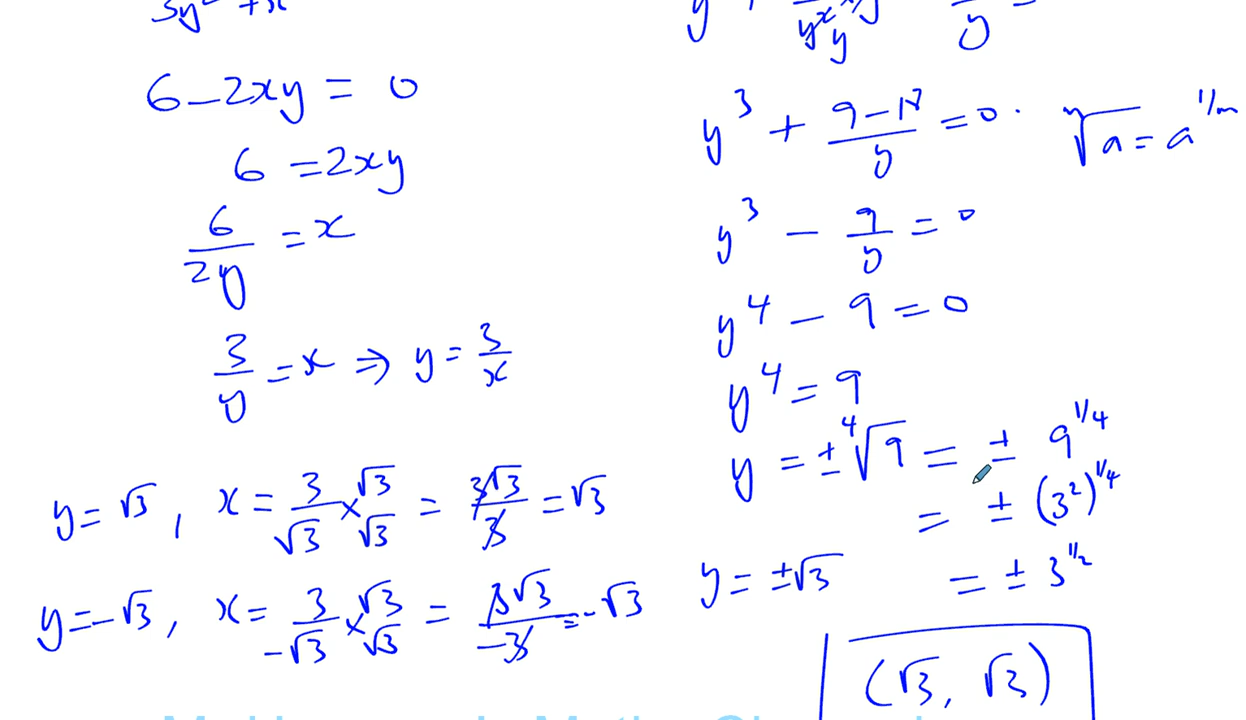 6 - 2xy = 0
6 = 2xy
6/2y = x
3/y = x ⇒ y = 3/x
y = √3 , x = 3/√3 × √3/√3 = 3√3/3 = √3
y = -√3 , x = 3/-√3 × √3/√3 = 3√3/-3 = -√3
y³ + 9-18/y = 0 .
ⁿ√a = a^1/n
y³ - 9/y = 0
y⁴ - 9 = 0
y⁴ = 9
y = ± ⁴√9 = ± 9^1/4
= ± (3²)^1/4
y = ±√3 = ± 3^1/2
(√3, √3)